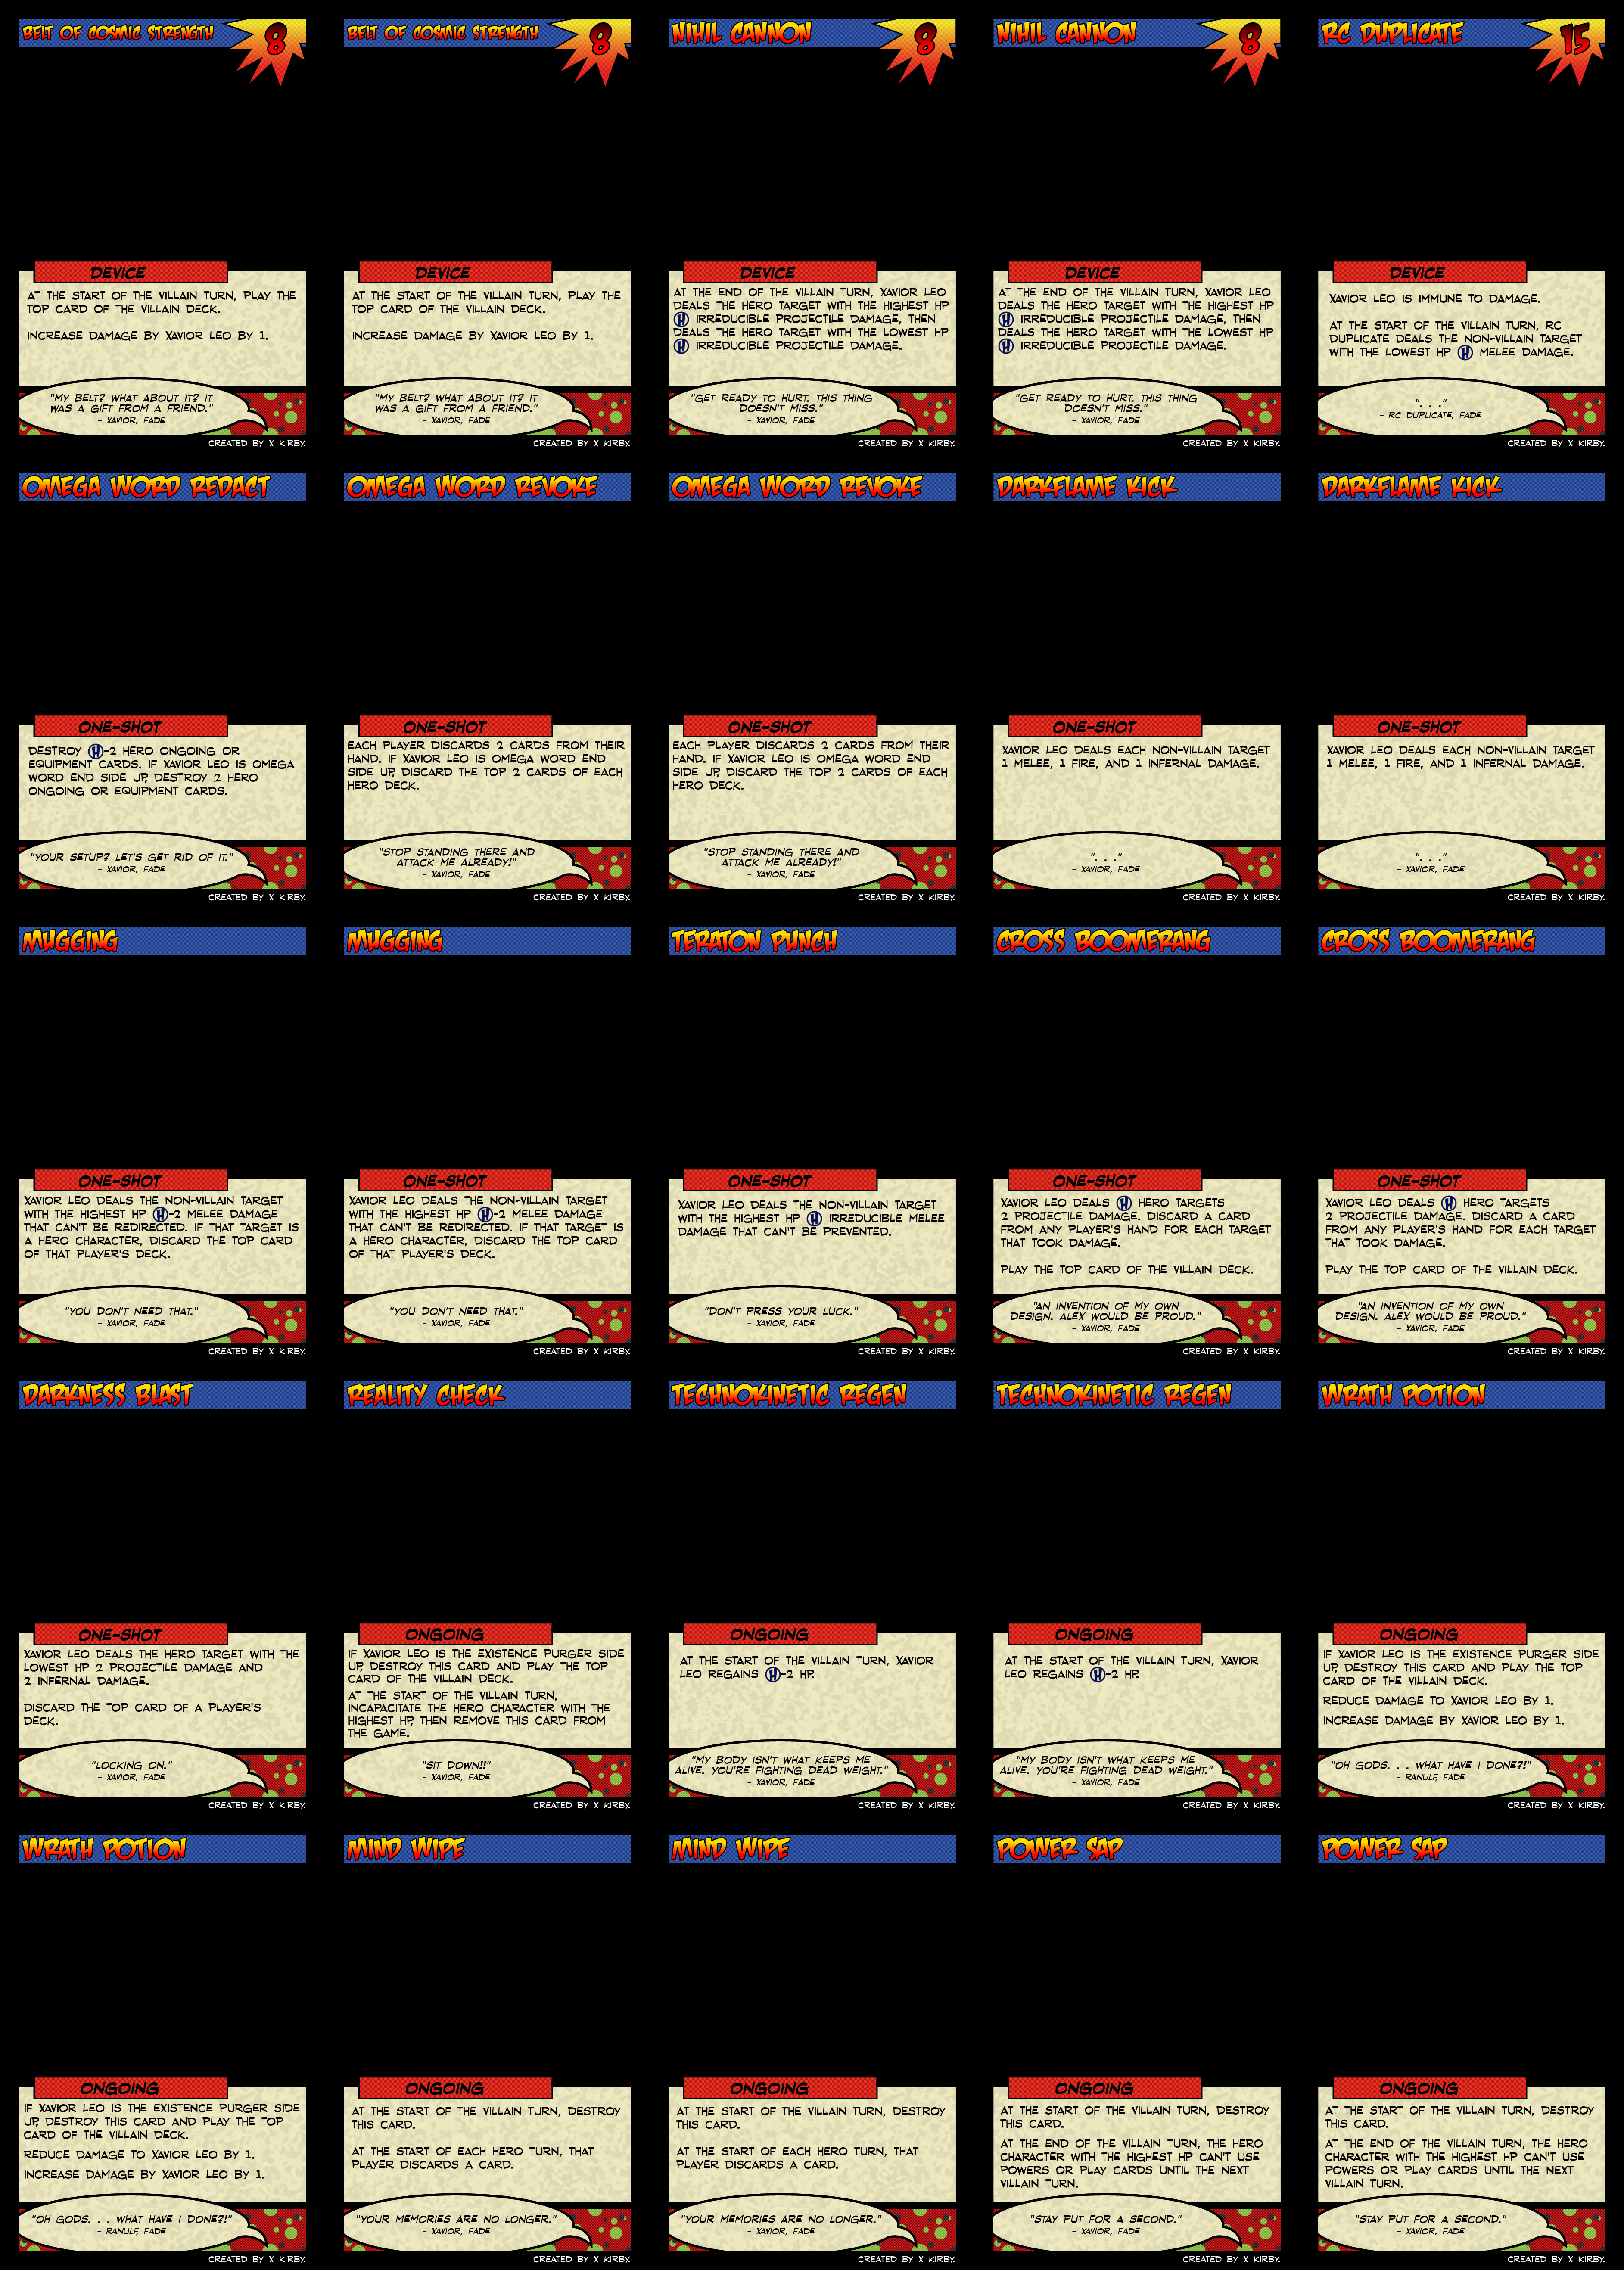 BELT OF COSMIC STRENGTH
8
DEVICE
AT THE START OF THE VILLAIN TURN, PLAY THE
TOP CARD OF THE VILLAIN DECK.
INCREASE DAMAGE BY XAVIOR LEO BY 1.
"MY BELT? WHAT ABOUT IT? IT
WAS A GIFT FROM A FRIEND."
- XAVIOR, FADE
CREATED BY X KIRBY.
BELT OF COSMIC STRENGTH
8
DEVICE
AT THE START OF THE VILLAIN TURN, PLAY THE
TOP CARD OF THE VILLAIN DECK.
INCREASE DAMAGE BY XAVIOR LEO BY 1.
"MY BELT? WHAT ABOUT IT? IT
WAS A GIFT FROM A FRIEND."
- XAVIOR, FADE
CREATED BY X KIRBY.
NIHIL CANNON
8
DEVICE
AT THE END OF THE VILLAIN TURN, XAVIOR LEO
DEALS THE HERO TARGET WITH THE HIGHEST HP
H IRREDUCIBLE PROJECTILE DAMAGE, THEN
DEALS THE HERO TARGET WITH THE LOWEST HP
H IRREDUCIBLE PROJECTILE DAMAGE.
"GET READY TO HURT. THIS THING
DOESN'T MISS."
- XAVIOR, FADE
CREATED BY X KIRBY.
NIHIL CANNON
8
DEVICE
AT THE END OF THE VILLAIN TURN, XAVIOR LEO
DEALS THE HERO TARGET WITH THE HIGHEST HP
H IRREDUCIBLE PROJECTILE DAMAGE, THEN
DEALS THE HERO TARGET WITH THE LOWEST HP
H IRREDUCIBLE PROJECTILE DAMAGE.
"GET READY TO HURT. THIS THING
DOESN'T MISS."
- XAVIOR, FADE
CREATED BY X KIRBY.
RC DUPLICATE
15
DEVICE
XAVIOR LEO IS IMMUNE TO DAMAGE.
AT THE START OF THE VILLAIN TURN, RC
DUPLICATE DEALS THE NON-VILLAIN TARGET
WITH THE LOWEST HP H MELEE DAMAGE.
". . ."
- RC DUPLICATE, FADE
CREATED BY X KIRBY.
OMEGA WORD REDACT
ONE-SHOT
DESTROY H-2 HERO ONGOING OR
EQUIPMENT CARDS. IF XAVIOR LEO IS OMEGA
WORD END SIDE UP, DESTROY 2 HERO
ONGOING OR EQUIPMENT CARDS.
"YOUR SETUP? LET'S GET RID OF IT."
- XAVIOR, FADE
CREATED BY X KIRBY.
OMEGA WORD REVOKE
ONE-SHOT
EACH PLAYER DISCARDS 2 CARDS FROM THEIR
HAND. IF XAVIOR LEO IS OMEGA WORD END
SIDE UP, DISCARD THE TOP 2 CARDS OF EACH
HERO DECK.
"STOP STANDING THERE AND
ATTACK ME ALREADY!"
- XAVIOR, FADE
CREATED BY X KIRBY.
OMEGA WORD REVOKE
ONE-SHOT
EACH PLAYER DISCARDS 2 CARDS FROM THEIR
HAND. IF XAVIOR LEO IS OMEGA WORD END
SIDE UP, DISCARD THE TOP 2 CARDS OF EACH
HERO DECK.
"STOP STANDING THERE AND
ATTACK ME ALREADY!"
- XAVIOR, FADE
CREATED BY X KIRBY.
DARKFLAME KICK
ONE-SHOT
XAVIOR LEO DEALS EACH NON-VILLAIN TARGET
1 MELEE, 1 FIRE, AND 1 INFERNAL DAMAGE.
". . ."
- XAVIOR, FADE
CREATED BY X KIRBY.
DARKFLAME KICK
ONE-SHOT
XAVIOR LEO DEALS EACH NON-VILLAIN TARGET
1 MELEE, 1 FIRE, AND 1 INFERNAL DAMAGE.
". . ."
- XAVIOR, FADE
CREATED BY X KIRBY.
MUGGING
ONE-SHOT
XAVIOR LEO DEALS THE NON-VILLAIN TARGET
WITH THE HIGHEST HP H-2 MELEE DAMAGE
THAT CAN'T BE REDIRECTED. IF THAT TARGET IS
A HERO CHARACTER, DISCARD THE TOP CARD
OF THAT PLAYER'S DECK.
"YOU DON'T NEED THAT."
- XAVIOR, FADE
CREATED BY X KIRBY.
MUGGING
ONE-SHOT
XAVIOR LEO DEALS THE NON-VILLAIN TARGET
WITH THE HIGHEST HP H-2 MELEE DAMAGE
THAT CAN'T BE REDIRECTED. IF THAT TARGET IS
A HERO CHARACTER, DISCARD THE TOP CARD
OF THAT PLAYER'S DECK.
"YOU DON'T NEED THAT."
- XAVIOR, FADE
CREATED BY X KIRBY.
TERATON PUNCH
ONE-SHOT
XAVIOR LEO DEALS THE NON-VILLAIN TARGET
WITH THE HIGHEST HP H IRREDUCIBLE MELEE
DAMAGE THAT CAN'T BE PREVENTED.
"DON'T PRESS YOUR LUCK."
- XAVIOR, FADE
CREATED BY X KIRBY.
CROSS BOOMERANG
ONE-SHOT
XAVIOR LEO DEALS H HERO TARGETS
2 PROJECTILE DAMAGE. DISCARD A CARD
FROM ANY PLAYER'S HAND FOR EACH TARGET
THAT TOOK DAMAGE.
PLAY THE TOP CARD OF THE VILLAIN DECK.
"AN INVENTION OF MY OWN
DESIGN. ALEX WOULD BE PROUD."
- XAVIOR, FADE
CREATED BY X KIRBY.
CROSS BOOMERANG
ONE-SHOT
XAVIOR LEO DEALS H HERO TARGETS
2 PROJECTILE DAMAGE. DISCARD A CARD
FROM ANY PLAYER'S HAND FOR EACH TARGET
THAT TOOK DAMAGE.
PLAY THE TOP CARD OF THE VILLAIN DECK.
"AN INVENTION OF MY OWN
DESIGN. ALEX WOULD BE PROUD."
- XAVIOR, FADE
CREATED BY X KIRBY.
DARKNESS BLAST
ONE-SHOT
XAVIOR LEO DEALS THE HERO TARGET WITH THE
LOWEST HP 2 PROJECTILE DAMAGE AND
2 INFERNAL DAMAGE.
DISCARD THE TOP CARD OF A PLAYER'S
DECK.
"LOCKING ON."
- XAVIOR, FADE
CREATED BY X KIRBY.
REALITY CHECK
ONGOING
IF XAVIOR LEO IS THE EXISTENCE PURGER SIDE
UP, DESTROY THIS CARD AND PLAY THE TOP
CARD OF THE VILLAIN DECK.
AT THE START OF THE VILLAIN TURN,
INCAPACITATE THE HERO CHARACTER WITH THE
HIGHEST HP, THEN REMOVE THIS CARD FROM
THE GAME.
"SIT DOWN!!"
- XAVIOR, FADE
CREATED BY X KIRBY.
TECHNOKINETIC REGEN
ONGOING
AT THE START OF THE VILLAIN TURN, XAVIOR
LEO REGAINS H-2 HP.
"MY BODY ISN'T WHAT KEEPS ME
ALIVE. YOU'RE FIGHTING DEAD WEIGHT."
- XAVIOR, FADE
CREATED BY X KIRBY.
TECHNOKINETIC REGEN
ONGOING
AT THE START OF THE VILLAIN TURN, XAVIOR
LEO REGAINS H-2 HP.
"MY BODY ISN'T WHAT KEEPS ME
ALIVE. YOU'RE FIGHTING DEAD WEIGHT."
- XAVIOR, FADE
CREATED BY X KIRBY.
WRATH POTION
ONGOING
IF XAVIOR LEO IS THE EXISTENCE PURGER SIDE
UP, DESTROY THIS CARD AND PLAY THE TOP
CARD OF THE VILLAIN DECK.
REDUCE DAMAGE TO XAVIOR LEO BY 1.
INCREASE DAMAGE BY XAVIOR LEO BY 1.
"OH GODS. . . WHAT HAVE I DONE?!"
- RANULF, FADE
CREATED BY X KIRBY.
WRATH POTION
ONGOING
IF XAVIOR LEO IS THE EXISTENCE PURGER SIDE
UP, DESTROY THIS CARD AND PLAY THE TOP
CARD OF THE VILLAIN DECK.
REDUCE DAMAGE TO XAVIOR LEO BY 1.
INCREASE DAMAGE BY XAVIOR LEO BY 1.
"OH GODS. . . WHAT HAVE I DONE?!"
- RANULF, FADE
CREATED BY X KIRBY.
MIND WIPE
ONGOING
AT THE START OF THE VILLAIN TURN, DESTROY
THIS CARD.
AT THE START OF EACH HERO TURN, THAT
PLAYER DISCARDS A CARD.
"YOUR MEMORIES ARE NO LONGER."
- XAVIOR, FADE
CREATED BY X KIRBY.
MIND WIPE
ONGOING
AT THE START OF THE VILLAIN TURN, DESTROY
THIS CARD.
AT THE START OF EACH HERO TURN, THAT
PLAYER DISCARDS A CARD.
"YOUR MEMORIES ARE NO LONGER."
- XAVIOR, FADE
CREATED BY X KIRBY.
POWER SAP
ONGOING
AT THE START OF THE VILLAIN TURN, DESTROY
THIS CARD.
AT THE END OF THE VILLAIN TURN, THE HERO
CHARACTER WITH THE HIGHEST HP CAN'T USE
POWERS OR PLAY CARDS UNTIL THE NEXT
VILLAIN TURN.
"STAY PUT FOR A SECOND."
- XAVIOR, FADE
CREATED BY X KIRBY.
POWER SAP
ONGOING
AT THE START OF THE VILLAIN TURN, DESTROY
THIS CARD.
AT THE END OF THE VILLAIN TURN, THE HERO
CHARACTER WITH THE HIGHEST HP CAN'T USE
POWERS OR PLAY CARDS UNTIL THE NEXT
VILLAIN TURN.
"STAY PUT FOR A SECOND."
- XAVIOR, FADE
CREATED BY X KIRBY.